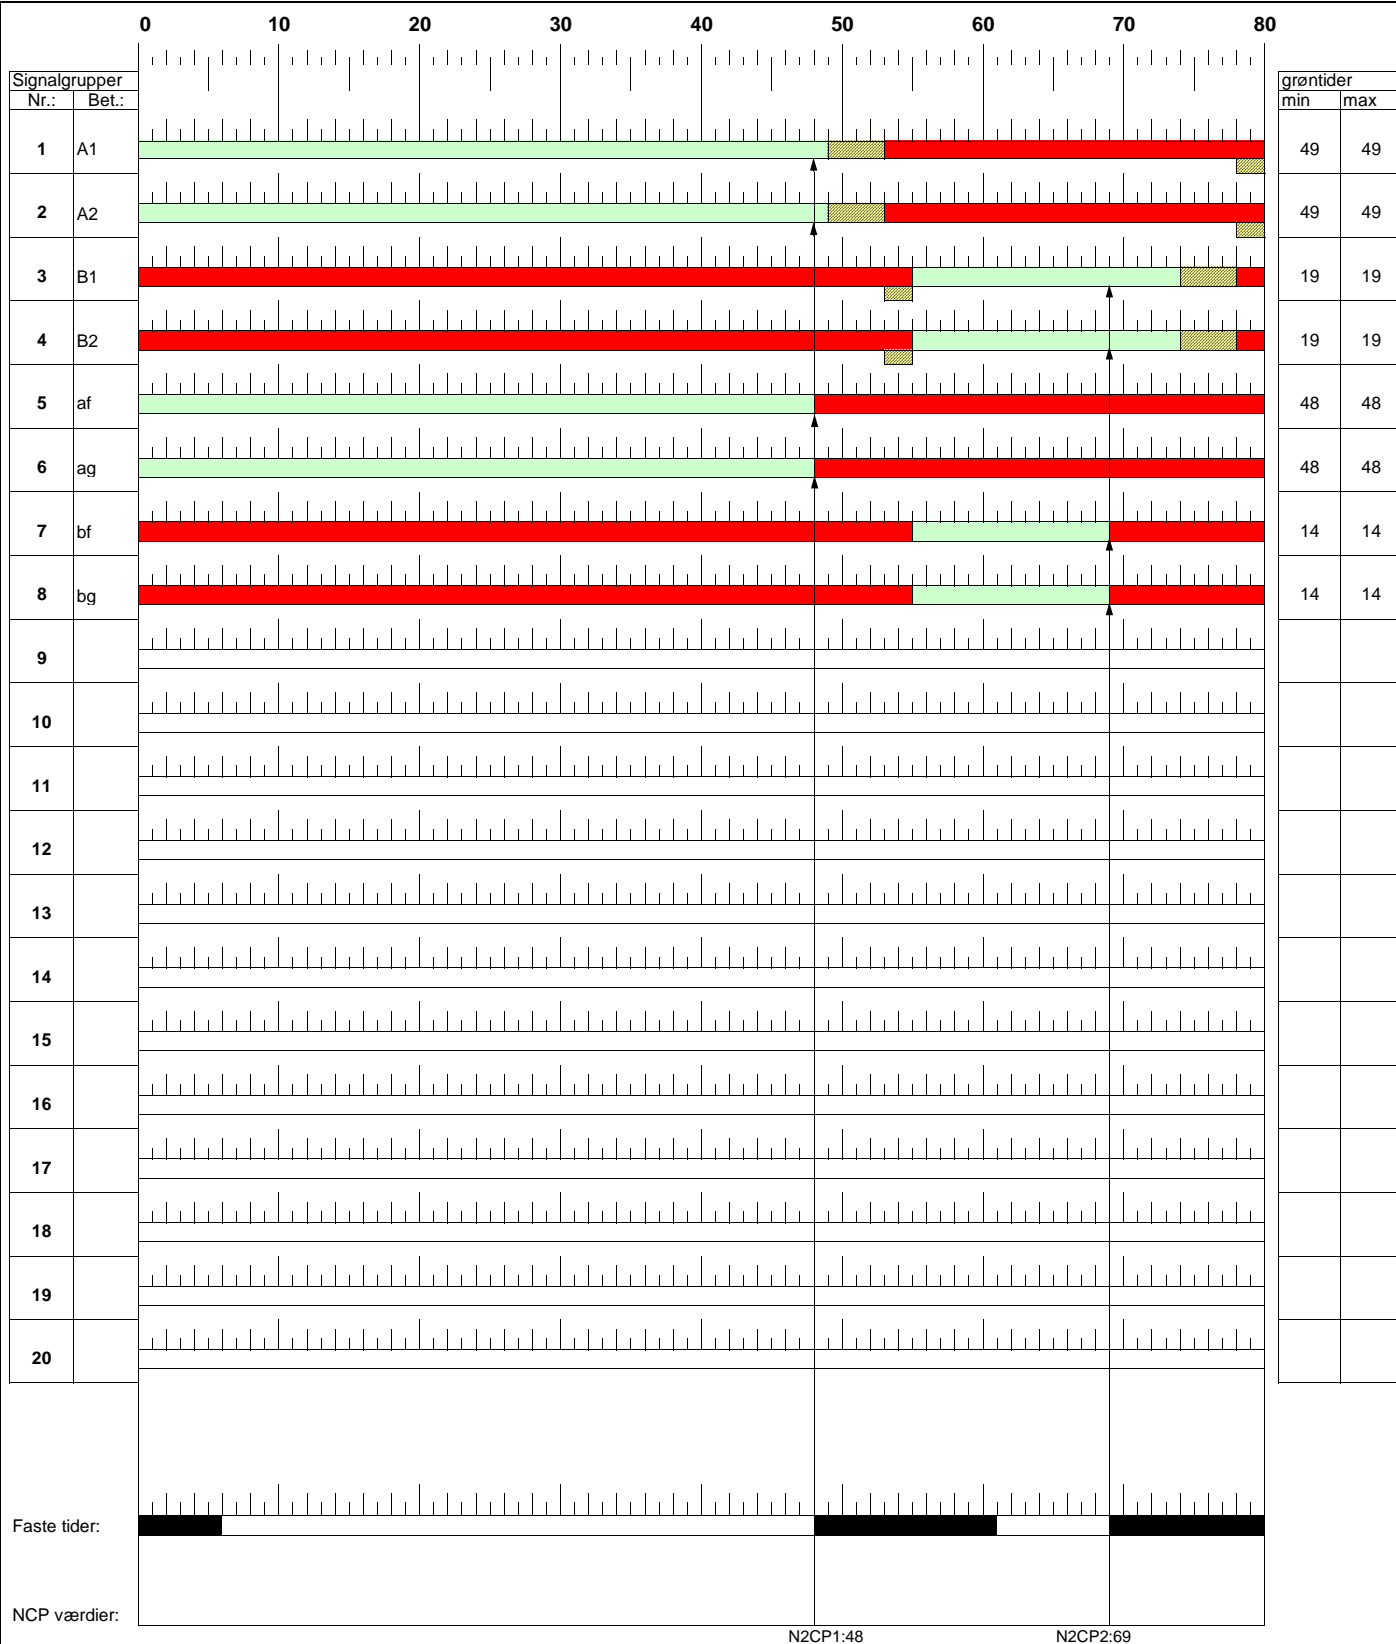 0 10 20 30 40 50 60 70 80
Signalgrupper grøntider
Nr.: Bet.: min max
1 A1 49 49
2 A2 49 49
3 B1 19 19
4 B2 19 19
5 af 48 48
6 ag 48 48
7 bf 14 14
8 bg 14 14
9
10
11
12
13
14
15
16
17
18
19
20
Faste tider:
NCP værdier:
N2CP1:48 N2CP2:69